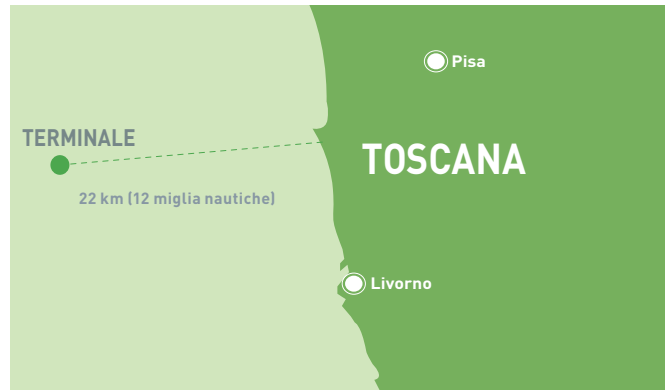 Pisa
TERMINALE
TOSCANA
22 km (12 miglia nautiche)
Livorno